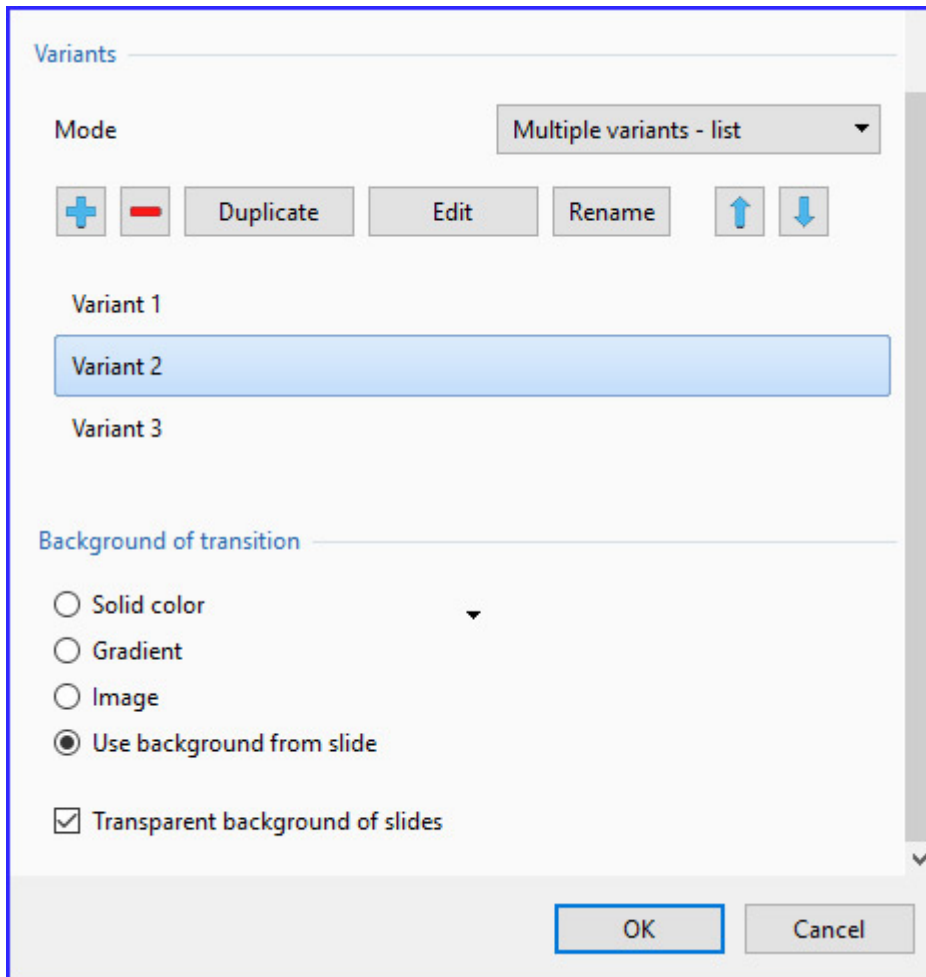 Variants
Mode Multiple variants - list
Duplicate Edit Rename
Variant 1
Variant 2
Variant 3
Background of transition
Solid color
Gradient
Image
Use background from slide
Transparent background of slides
OK Cancel